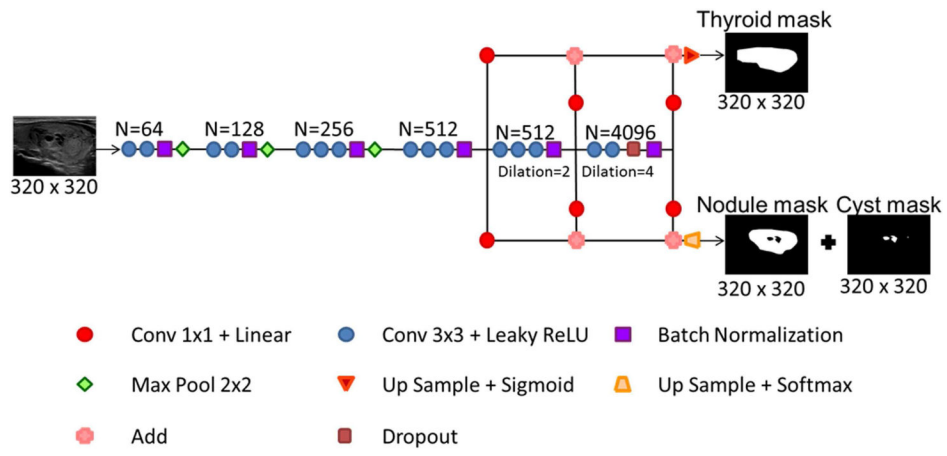 Thyroid mask
320 x 320
N=64
N=128
N=256
N=512
N=512
N=4096
Dilation=2
Dilation=4
320 x 320
Nodule mask
Cyst mask
320 x 320
320 x 320
Conv 1x1 + Linear
Conv 3x3 + Leaky ReLU
Batch Normalization
Max Pool 2x2
Up Sample + Sigmoid
Up Sample + Softmax
Add
Dropout